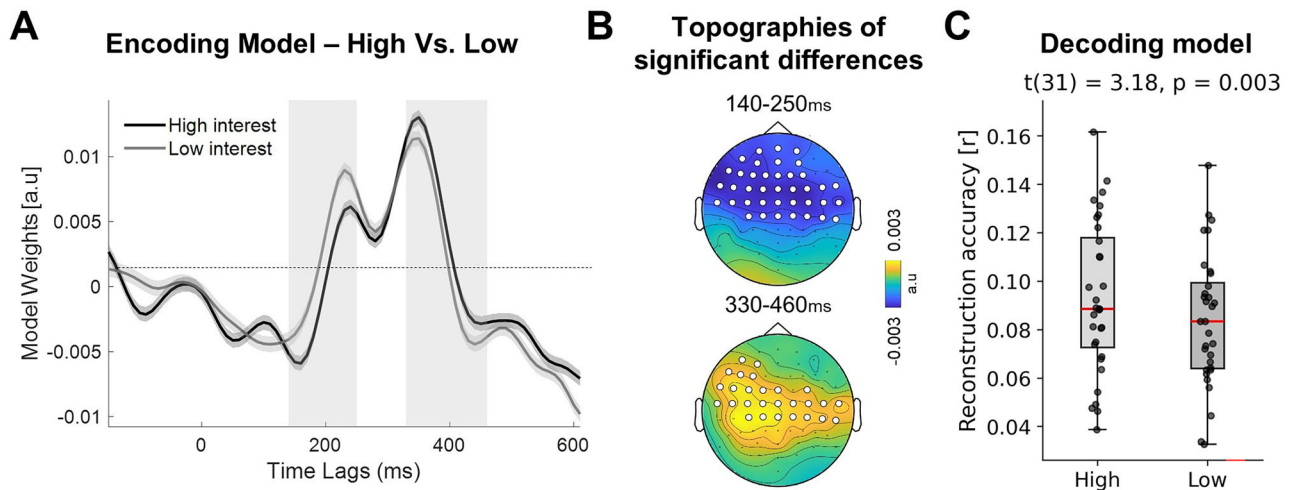 A
Encoding Model – High Vs. Low
High interest
Low interest
0.01
0.005
0
-0.005
-0.01
Model Weights [a.u]
0
200
400
600
Time Lags (ms)
B
Topographies of
significant differences
140-250ms
330-460ms
0.003
a.u
-0.003
C
Decoding model
t(31) = 3.18, p = 0.003
0.16
0.14
0.12
0.10
0.08
0.06
0.04
Reconstruction accuracy [r]
High
Low